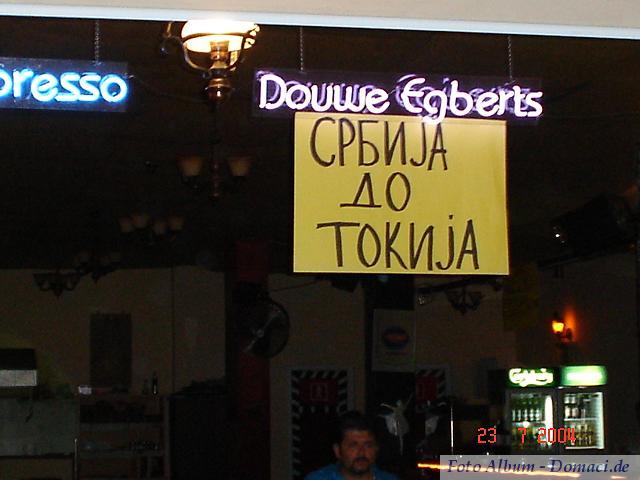 presso
Douwe Egberts
СРБИЈА
ДО
ТОКИЈА
Carlsberg
23 7 2004
Foto Album - Domaci.de